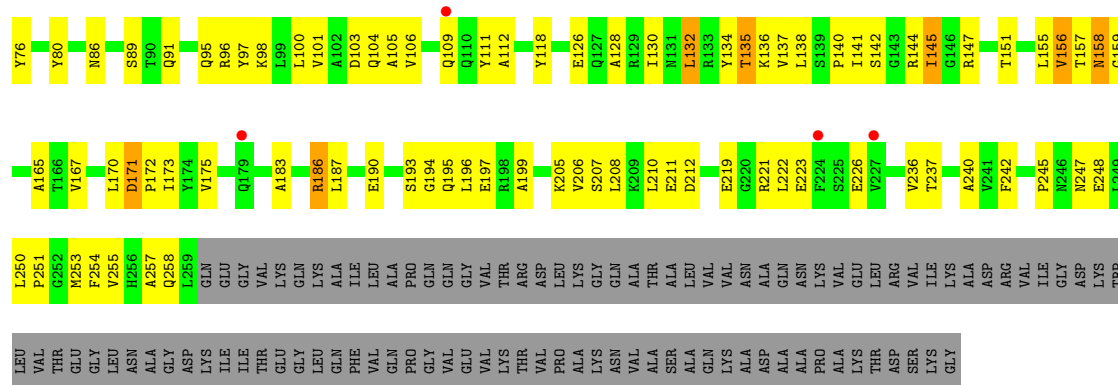 Y76 Y80 N86 S89 T90 Q91 Q95 R96 Y97 K98 L99 L100 V101 A102 D103 Q104 A105 V106 Q109 Q110 Y111 A112 Y118 E126 Q127 A128 R129 I130 N131 L132 R133 Y134 T135 K136 V137 L138 S139 P140 I141 S142 G143 R144 I145 G146 R147 T151 L155 V156 T157 N158 G159
A165 T166 V167 L170 D171 P172 I173 Y174 V175 Q179 A183 R186 L187 E190 S193 G194 Q195 L196 E197 R198 A199 K205 V206 S207 L208 K209 L210 E211 D212 E219 G220 R221 L222 E223 F224 S225 E226 V227 V236 T237 A240 V241 F242 P245 N246 N247 E248 L249
L250 P251 G252 M253 F254 V255 H256 A257 Q258 L259 GLN GLU GLY VAL LYS GLN LYS ALA ILE LEU ALA PRO GLN GLN GLY VAL THR ARG ASP LEU LYS GLY GLN ALA THR ALA LEU VAL VAL ASN ALA GLN ASN LYS VAL GLU LEU ARG VAL ILE LYS ALA ASP ARG VAL ILE GLY ASP LYS TRP
LEU VAL THR GLU GLY LEU ASN ALA GLY ASP LYS ILE ILE THR GLU GLY LEU GLN PHE VAL GLN PRO GLY VAL GLU VAL LYS THR VAL PRO ALA LYS ASN VAL ALA SER ALA GLN LYS ALA ASP ALA ALA PRO ALA LYS THR ASP SER LYS GLY